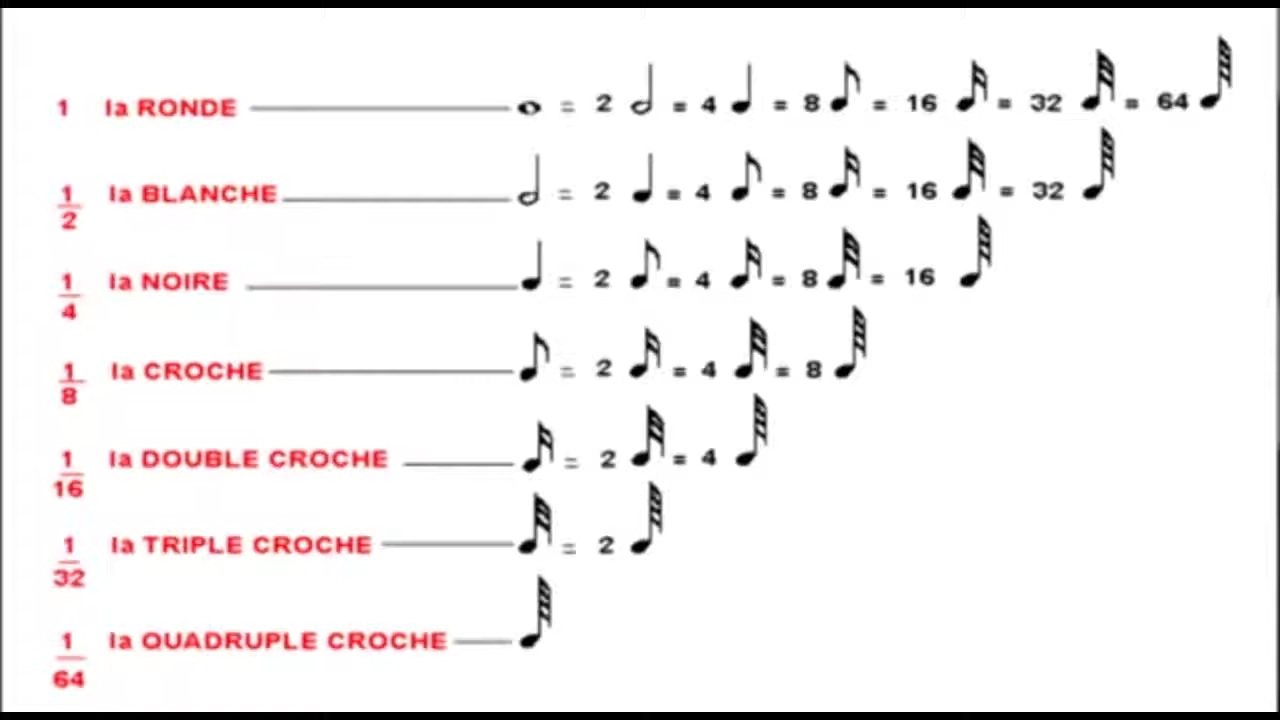 1 la RONDE = 2 = 4 = 8 = 16 = 32 = 64
1/2 la BLANCHE = 2 = 4 = 8 = 16 = 32
1/4 la NOIRE = 2 = 4 = 8 = 16
1/8 la CROCHE = 2 = 4 = 8
1/16 la DOUBLE CROCHE = 2 = 4
1/32 la TRIPLE CROCHE = 2
1/64 la QUADRUPLE CROCHE